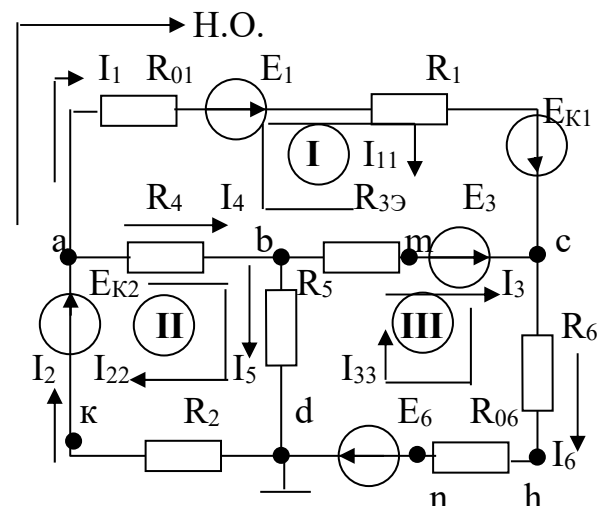 Н.О.
I1 R01 E1 R1
EК1
I I11
R4 I4 R3Э E3
a b m c
EК2 R5 I3
II III R6
I2 I22 I5 I33
к R2 d E6 R06
I6
n h